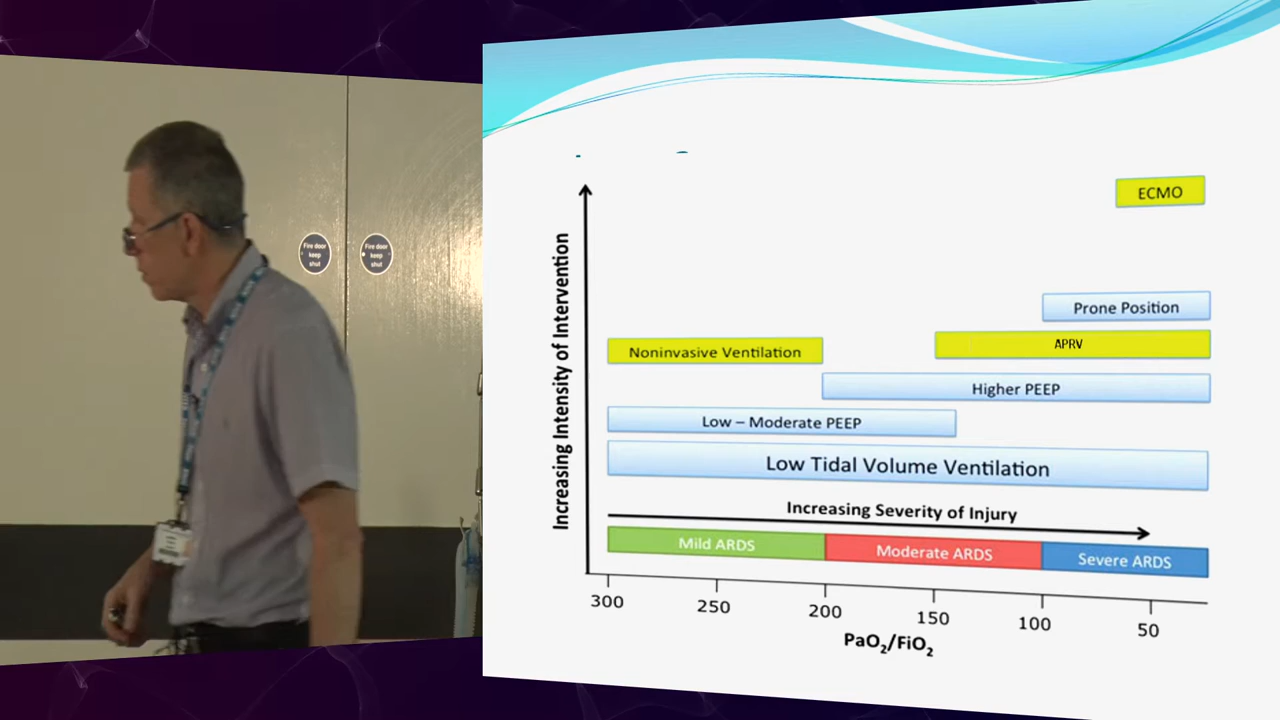 Fire door
keep
shut
Fire door
keep
shut
ECMO
Prone Position
APRV
Noninvasive Ventilation
Higher PEEP
Low – Moderate PEEP
Low Tidal Volume Ventilation
Increasing Intensity of Intervention
Increasing Severity of Injury
Mild ARDS
Moderate ARDS
Severe ARDS
300
250
200
150
100
50
PaO₂/FiO₂